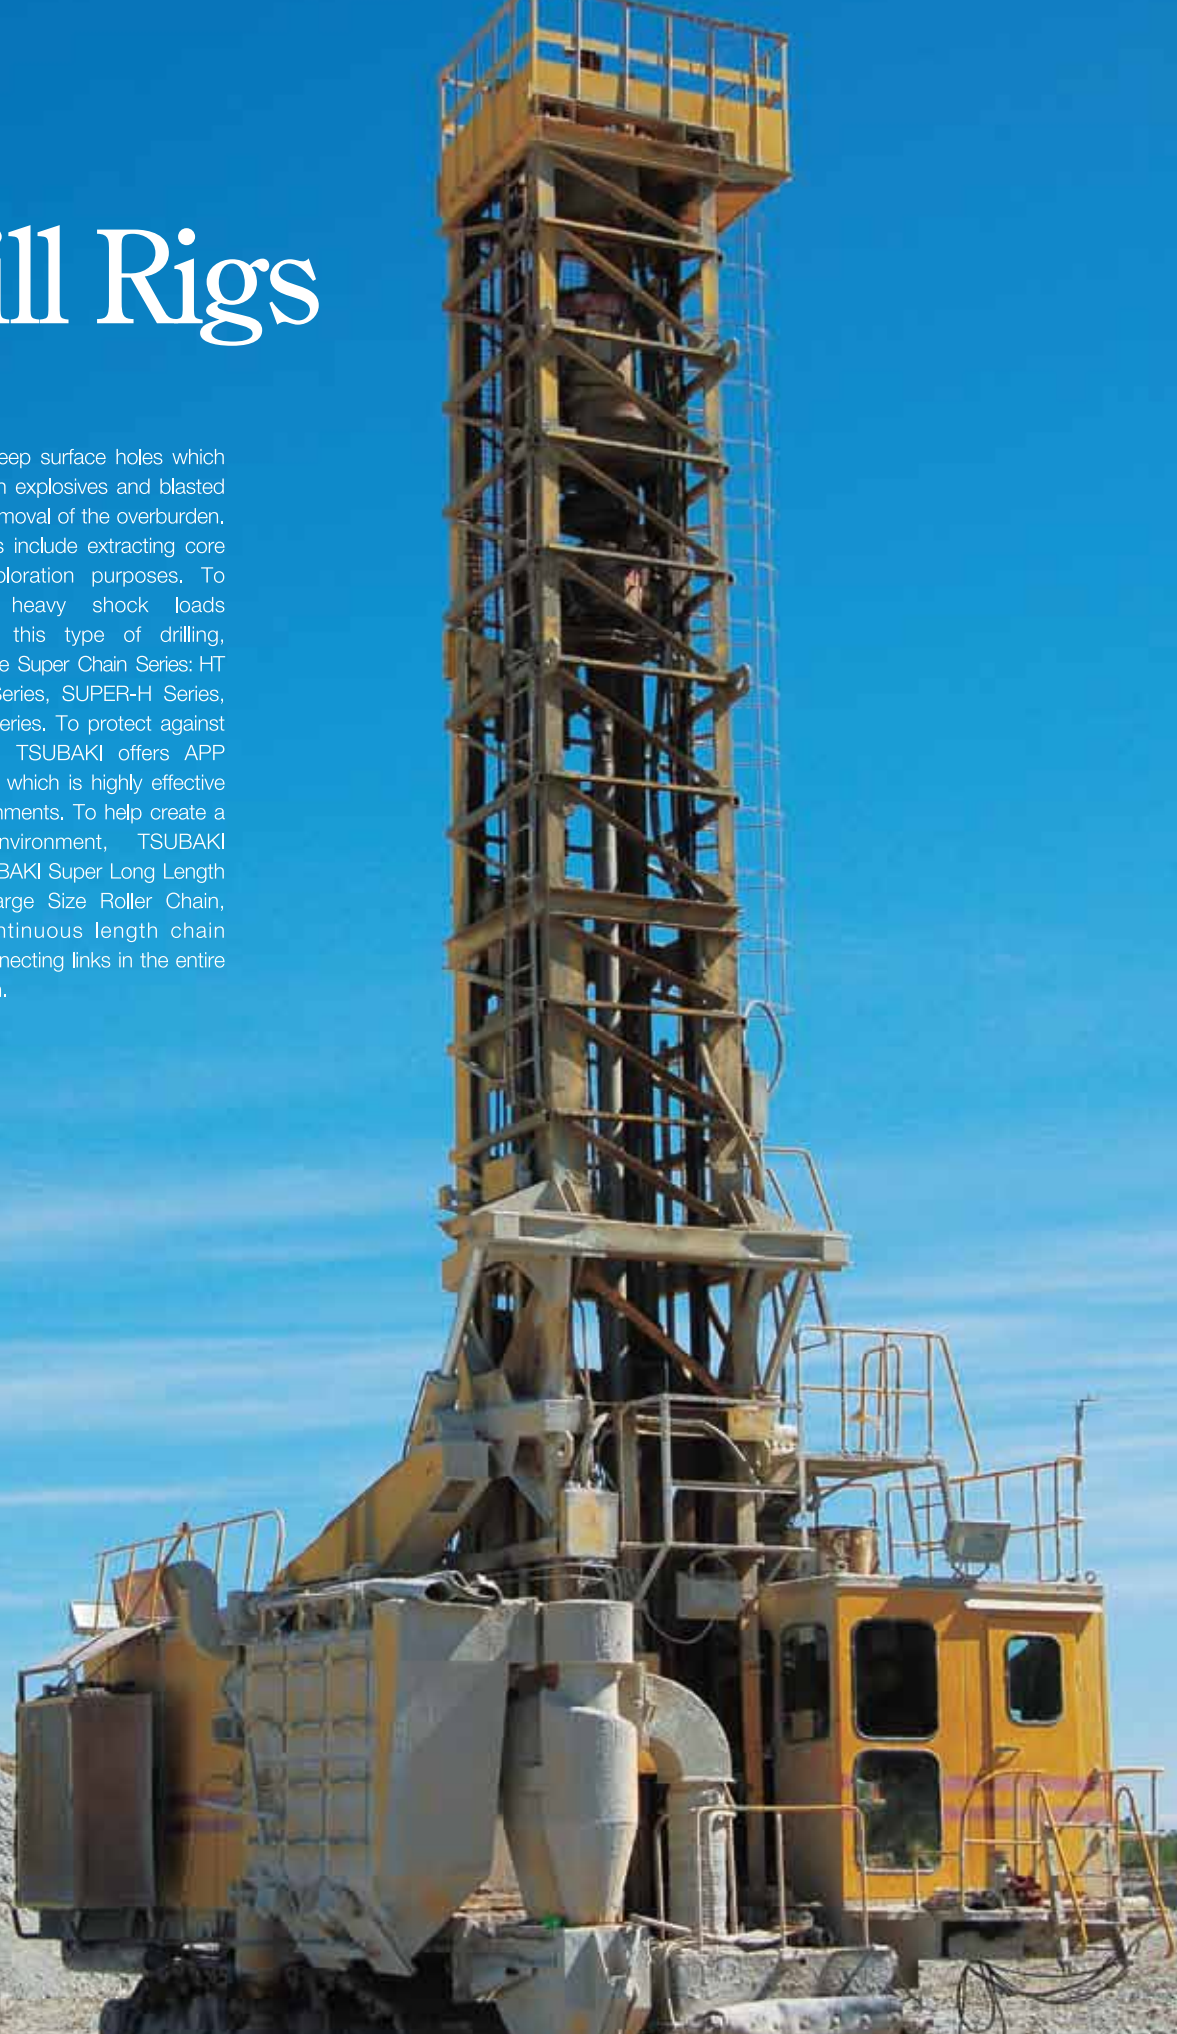 ill Rigs
eep surface holes which
n explosives and blasted
moval of the overburden.
s include extracting core
ploration purposes. To
heavy shock loads
this type of drilling,
e Super Chain Series: HT
Series, SUPER-H Series,
eries. To protect against
TSUBAKI offers APP
which is highly effective
nments. To help create a
nvironment, TSUBAKI
BAKI Super Long Length
arge Size Roller Chain,
ntinuous length chain
nnecting links in the entire